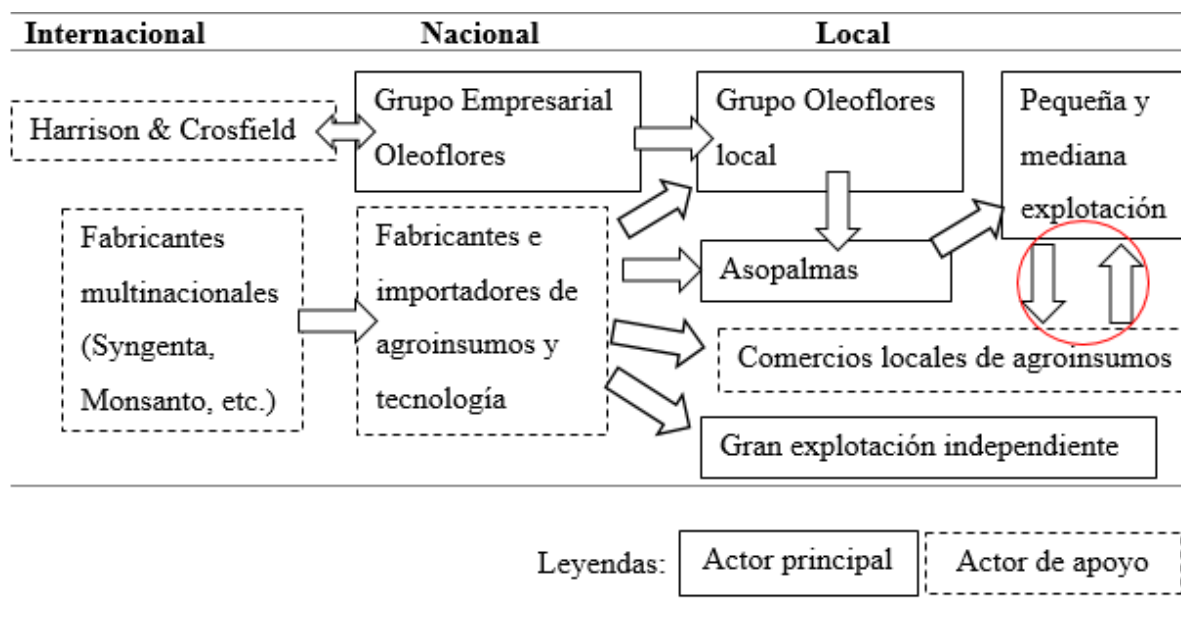 Internacional
Nacional
Local
Harrison & Crosfield
Grupo Empresarial
Oleoflores
Grupo Oleoflores
local
Pequeña y
mediana
explotación
Fabricantes
multinacionales
(Syngenta,
Monsanto, etc.)
Fabricantes e
importadores de
agroinsumos y
tecnología
Asopalmas
Comercios locales de agroinsumos
Gran explotación independiente
Leyendas:
Actor principal
Actor de apoyo